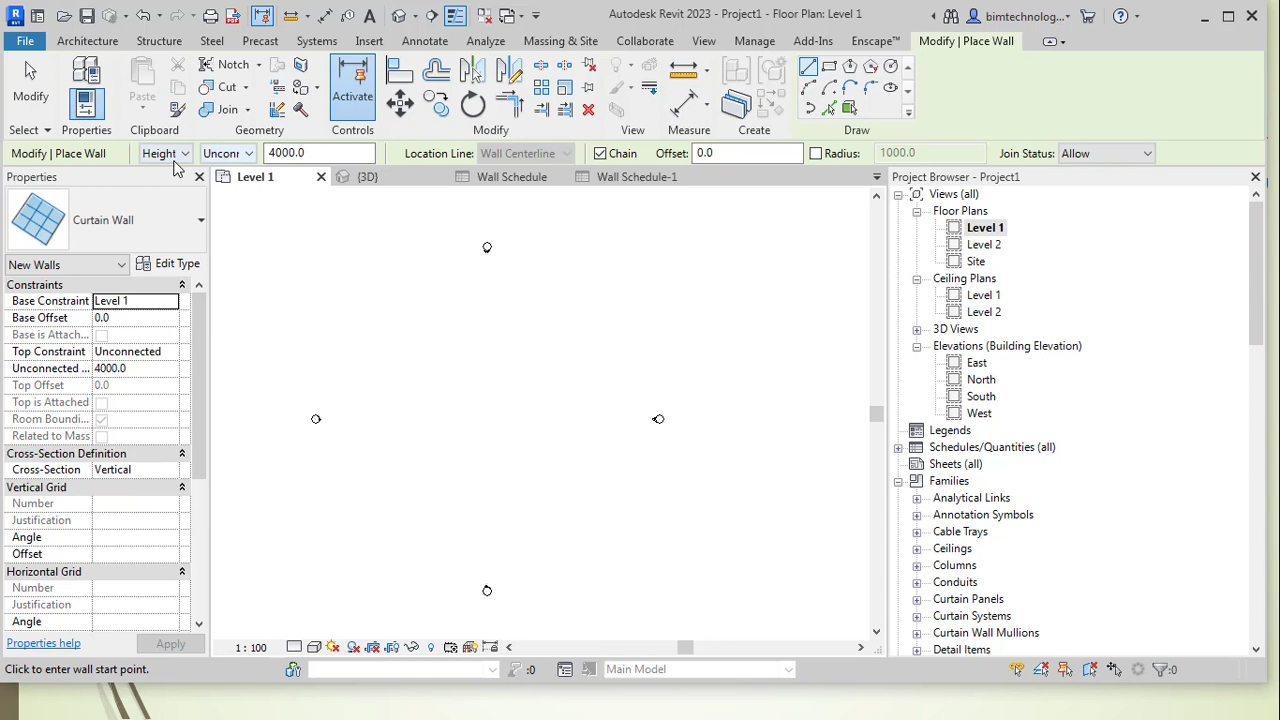 Autodesk Revit 2023 - Project1 - Floor Plan: Level 1
bimtechnolog...
File Architecture Structure Steel Precast Systems Insert Annotate Analyze Massing & Site Collaborate View Manage Add-Ins Enscape™ Modify | Place Wall
Modify Paste Notch Cut Join Activate
Select Properties Clipboard Geometry Controls Modify View Measure Create Draw
Modify | Place Wall Height Unconr 4000.0 Location Line: Wall Centerline Chain Offset: 0.0 Radius: 1000.0 Join Status: Allow
Properties
Level 1 {3D} Wall Schedule Wall Schedule-1
Project Browser - Project1
Curtain Wall
New Walls Edit Type
Constraints
Base Constraint Level 1
Base Offset 0.0
Base is Attach...
Top Constraint Unconnected
Unconnected ... 4000.0
Top Offset 0.0
Top is Attached
Room Boundi...
Related to Mass
Cross-Section Definition
Cross-Section Vertical
Vertical Grid
Number
Justification
Angle
Offset
Horizontal Grid
Number
Justification
Angle
Properties help Apply
Views (all)
Floor Plans
Level 1
Level 2
Site
Ceiling Plans
Level 1
Level 2
3D Views
Elevations (Building Elevation)
East
North
South
West
Legends
Schedules/Quantities (all)
Sheets (all)
Families
Analytical Links
Annotation Symbols
Cable Trays
Ceilings
Columns
Conduits
Curtain Panels
Curtain Systems
Curtain Wall Mullions
Detail Items
1 : 100
Click to enter wall start point.
:0 Main Model :0